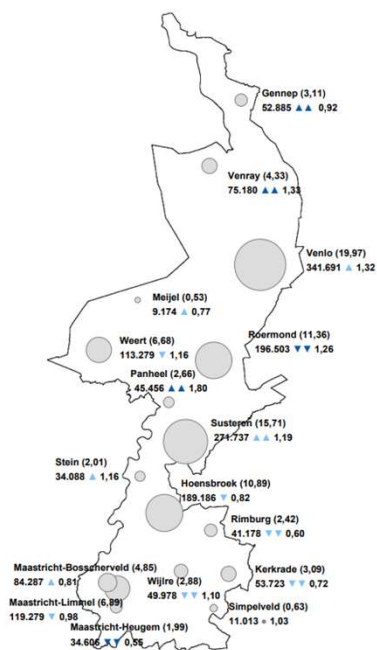 Gennep (3,11)
52.885 ▲▲ 0,92
Venray (4,33)
75.180 ▲▲ 1,33
Venlo (19,97)
341.691 ▲ 1,32
Meijel (0,53)
9.174 ▲ 0,77
Weert (6,68)
113.279 ▼ 1,16
Roermond (11,36)
196.503 ▼▼ 1,26
Panheel (2,66)
45.456 ▲▲ 1,80
Susteren (15,71)
271.737 ▲▲ 1,19
Stein (2,01)
34.088 ▲ 1,16
Hoensbroek (10,89)
189.186 ▼ 0,82
Rimburg (2,42)
41.178 ▼▼ 0,60
Maastricht-Bosscherveld (4,85)
84.287 ▲ 0,81
Wijlre (2,88)
49.978 ▼▼ 1,10
Kerkrade (3,09)
53.723 ▼▼ 0,72
Maastricht-Limmel (6,89)
119.279 ▼ 0,98
Simpelveld (0,63)
11.013 ● 1,03
Maastricht-Heugem (1,99)
34.606 ▼▼ 0,55